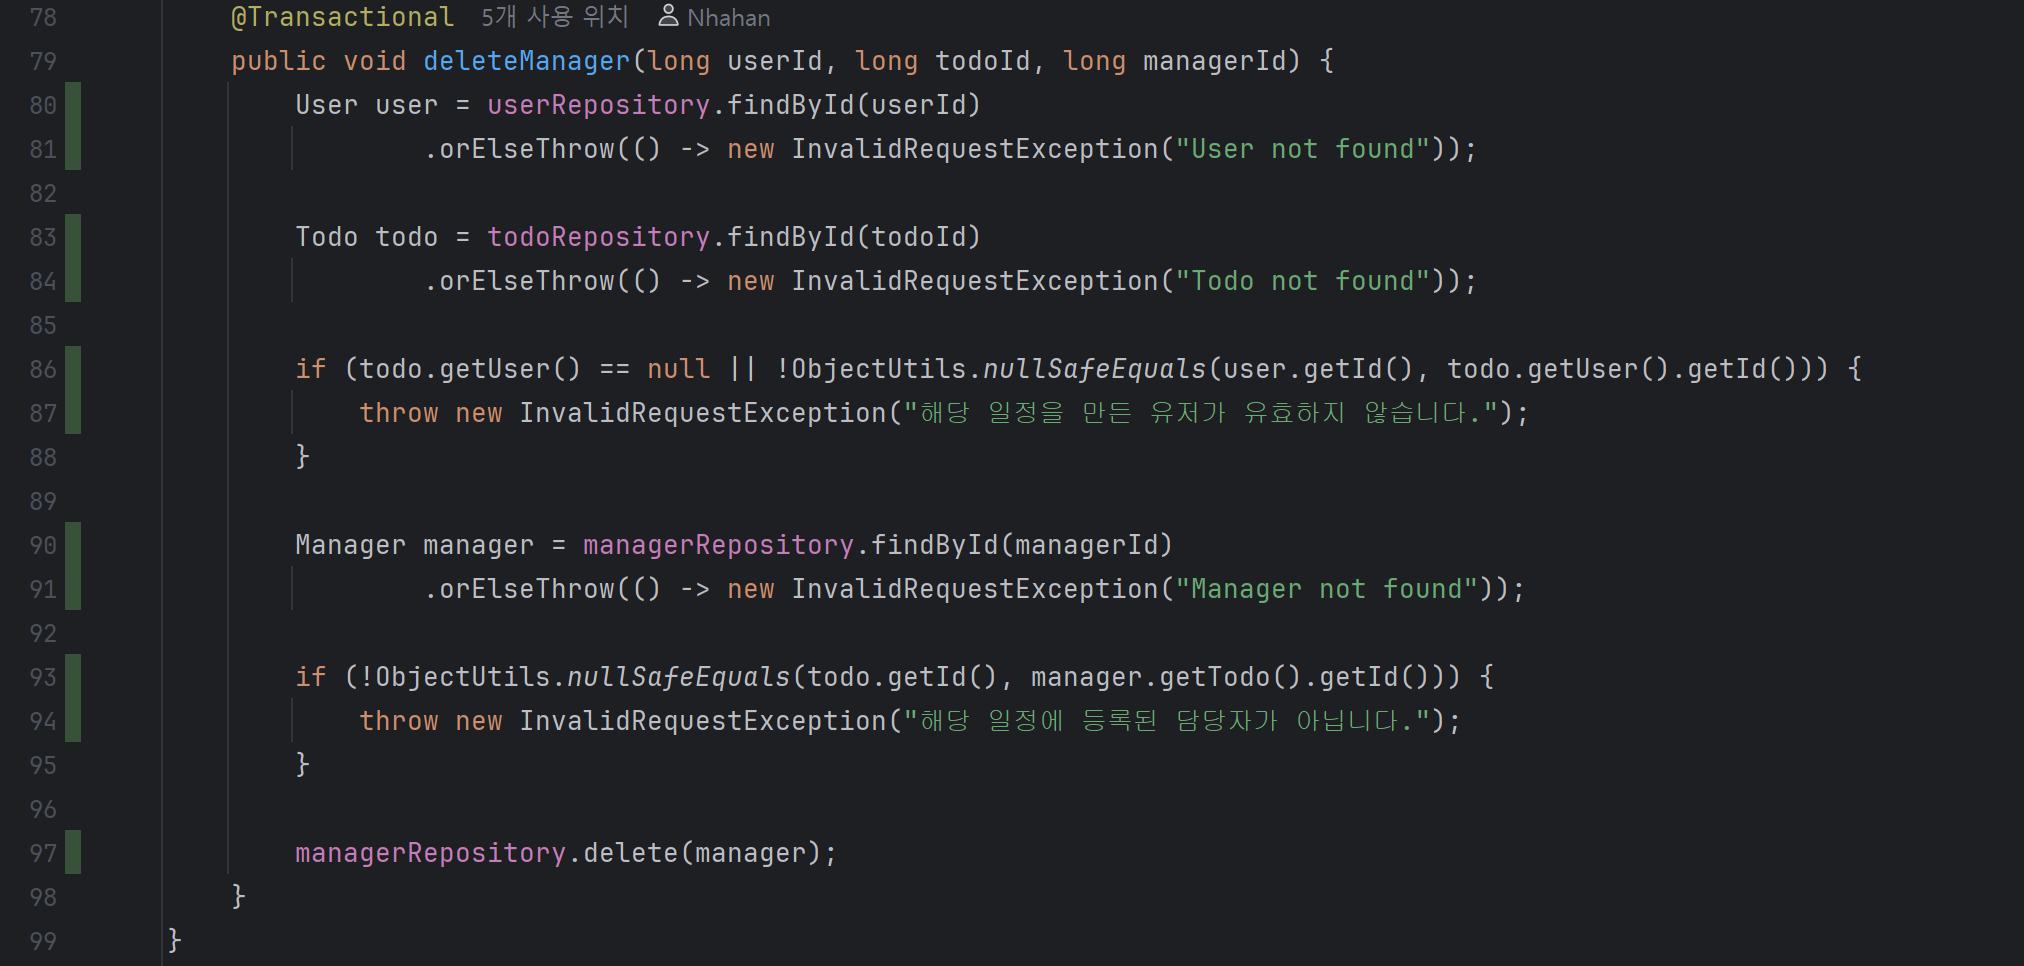 78 @Transactional 5개 사용 위치 Nhahan
79 public void deleteManager(long userId, long todoId, long managerId) {
80 User user = userRepository.findById(userId)
81 .orElseThrow(() -> new InvalidRequestException("User not found"));
82
83 Todo todo = todoRepository.findById(todoId)
84 .orElseThrow(() -> new InvalidRequestException("Todo not found"));
85
86 if (todo.getUser() == null || !ObjectUtils.nullSafeEquals(user.getId(), todo.getUser().getId())) {
87 throw new InvalidRequestException("해당 일정을 만든 유저가 유효하지 않습니다.");
88 }
89
90 Manager manager = managerRepository.findById(managerId)
91 .orElseThrow(() -> new InvalidRequestException("Manager not found"));
92
93 if (!ObjectUtils.nullSafeEquals(todo.getId(), manager.getTodo().getId())) {
94 throw new InvalidRequestException("해당 일정에 등록된 담당자가 아닙니다.");
95 }
96
97 managerRepository.delete(manager);
98 }
99 }